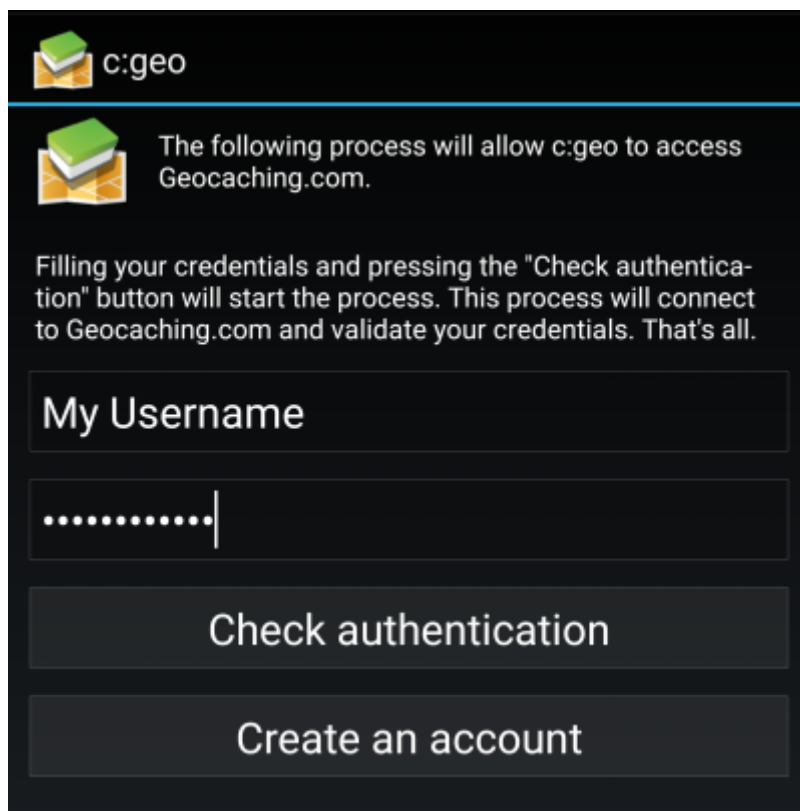 c:geo
The following process will allow c:geo to access
Geocaching.com.
Filling your credentials and pressing the "Check authentica-
tion" button will start the process. This process will connect
to Geocaching.com and validate your credentials. That's all.
My Username
••••••••••••
Check authentication
Create an account